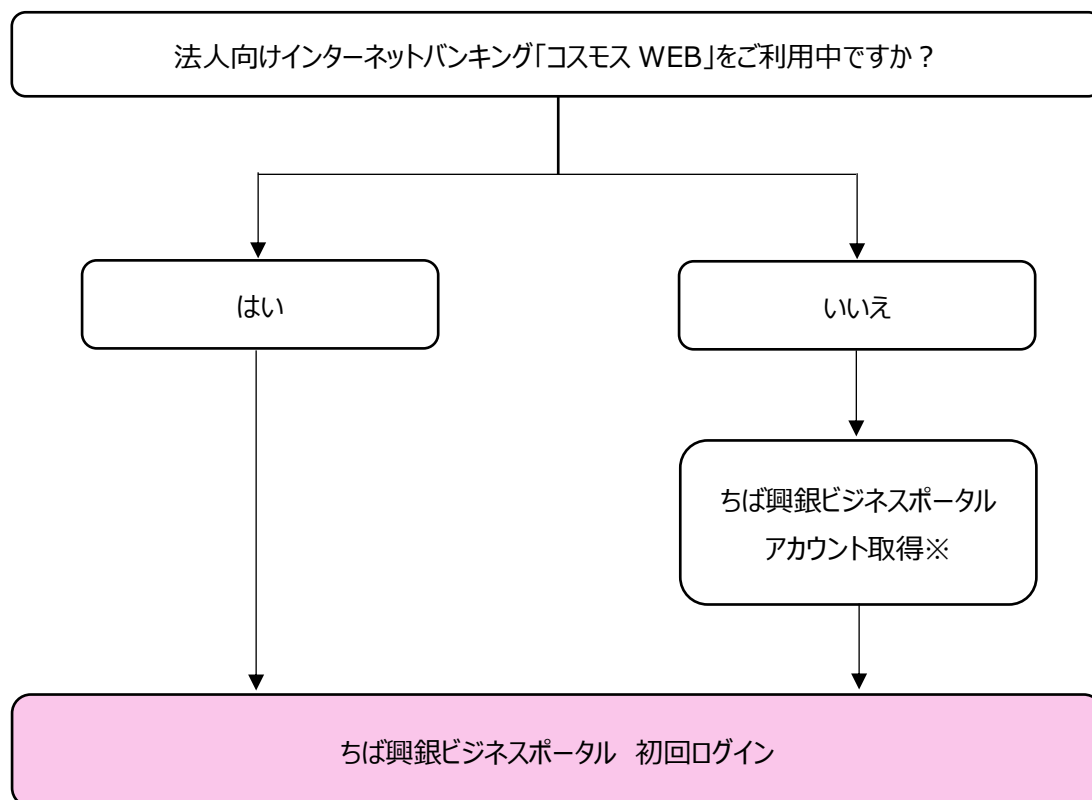 法人向けインターネットバンキング「コスモス WEB」をご利用中ですか？
はい
いいえ
ちば興銀ビジネスポータル
アカウント取得※
ちば興銀ビジネスポータル 初回ログイン